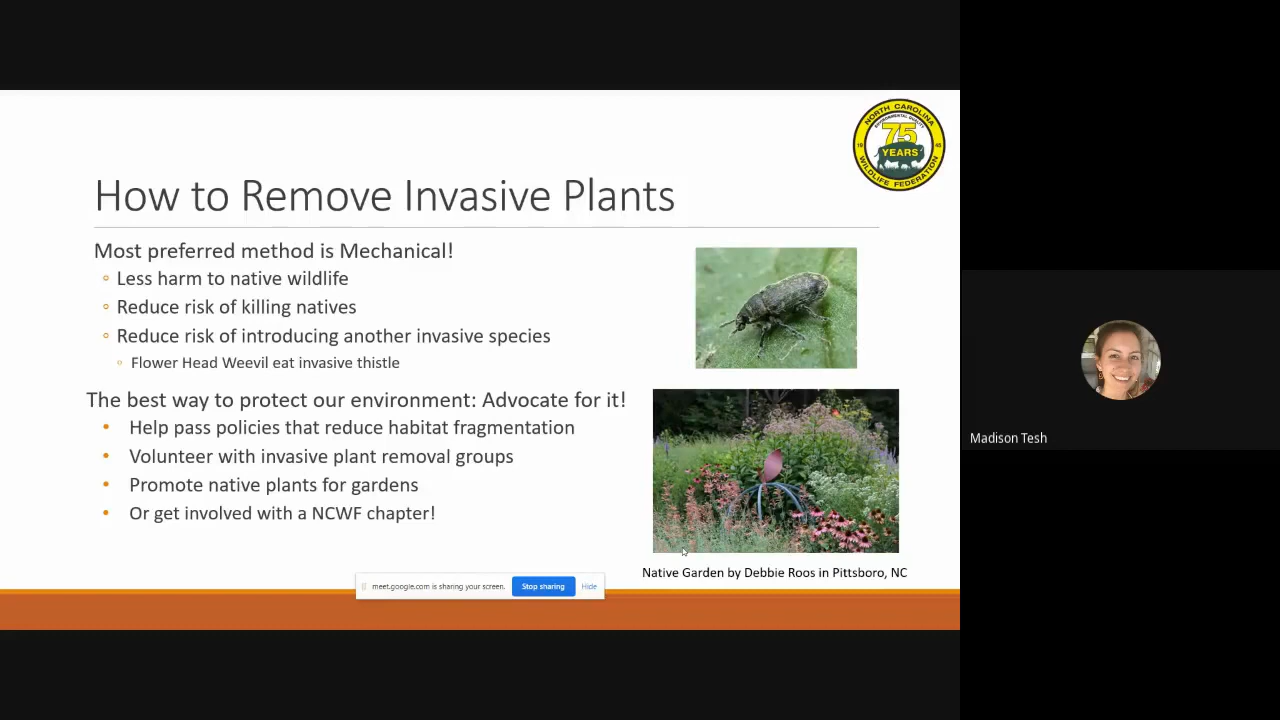 NORTH CAROLINA
ENVIRONMENTAL QUALITY
75
19 YEARS 45
WILDLIFE FEDERATION
How to Remove Invasive Plants
Most preferred method is Mechanical!
Less harm to native wildlife
Reduce risk of killing natives
Reduce risk of introducing another invasive species
Flower Head Weevil eat invasive thistle
The best way to protect our environment: Advocate for it!
Help pass policies that reduce habitat fragmentation
Volunteer with invasive plant removal groups
Promote native plants for gardens
Or get involved with a NCWF chapter!
Madison Tesh
Native Garden by Debbie Roos in Pittsboro, NC
meet.google.com is sharing your screen. Stop sharing Hide